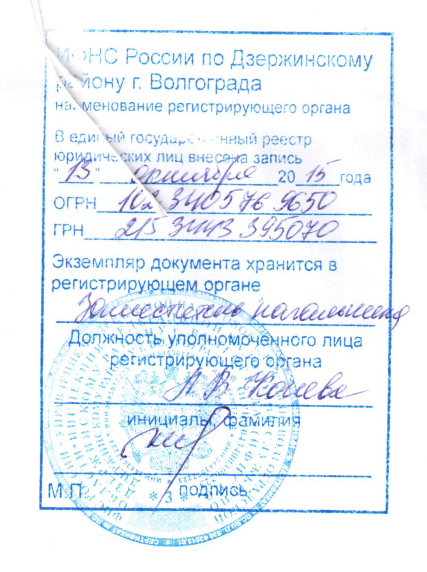 ИФНС России по Дзержинскому
району г. Волгограда
наименование регистрирующего органа
В единый государственный реестр
юридических лиц внесена запись
"13" октября 2015 года
ОГРН 1023405769650
ГРН 2153443395070
Экземпляр документа хранится в
регистрирующем органе
Заместитель начальника
Должность уполномоченного лица
регистрирующего органа
А.В. Конева
инициалы, фамилия
подпись
М.П.